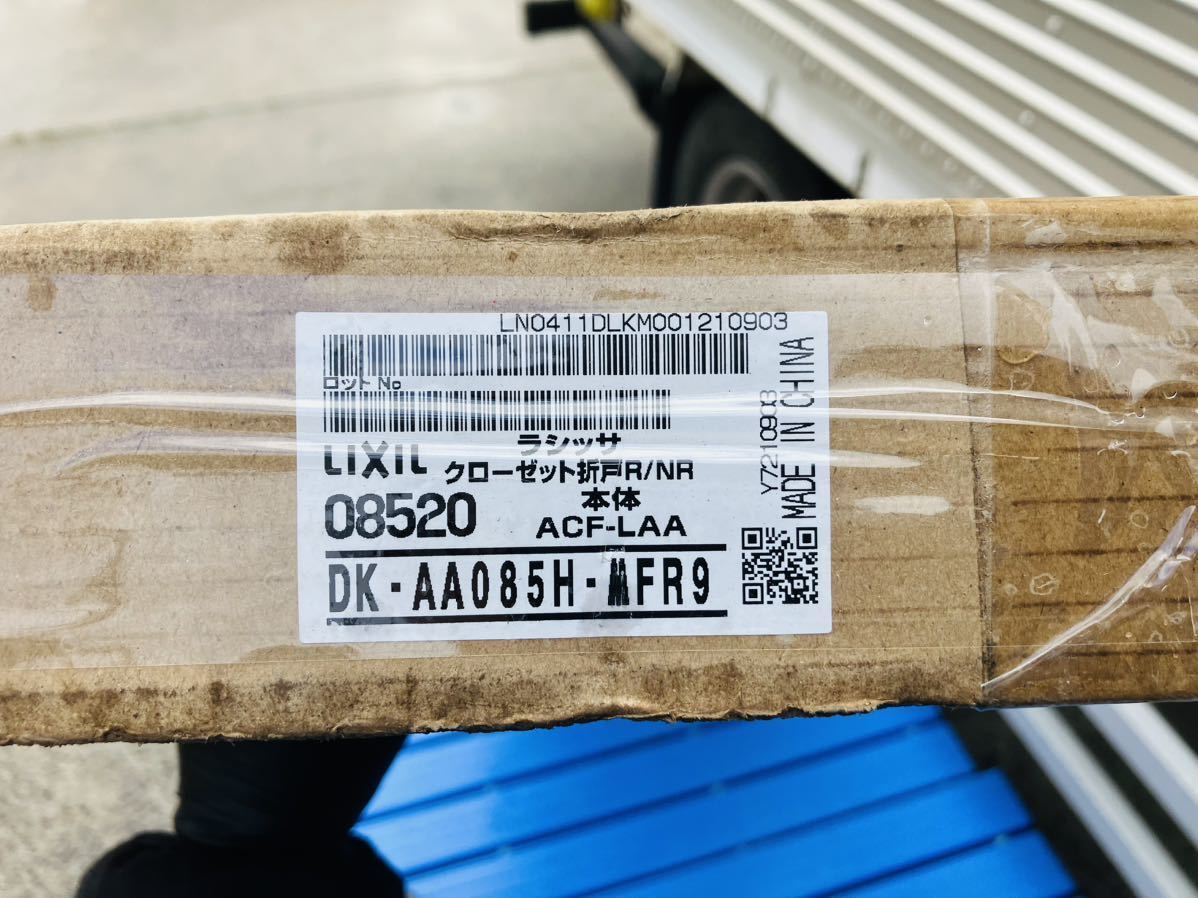 LN0411DLKM001210903
ロット No
LIXIL
ラシッサ
クローゼット折戸R/NR
08520
本体
ACF-LAA
DK-AA085H-MFR9
Y7210903
MADE IN CHINA